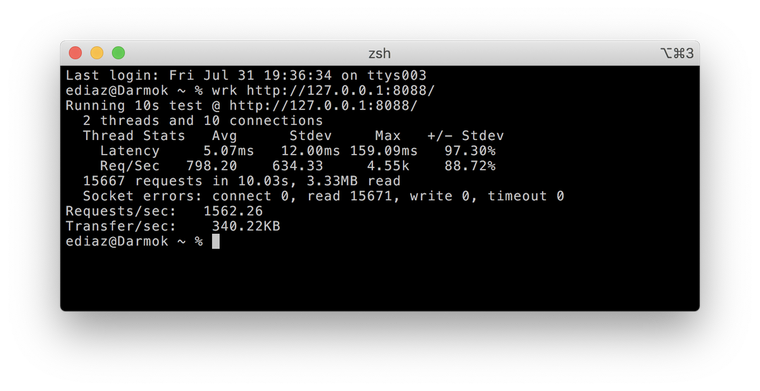 zsh
⌥⌘3
Last login: Fri Jul 31 19:36:34 on ttys003
ediaz@Darmok ~ % wrk http://127.0.0.1:8088/
Running 10s test @ http://127.0.0.1:8088/
  2 threads and 10 connections
  Thread Stats   Avg      Stdev     Max   +/- Stdev
    Latency     5.07ms   12.00ms 159.09ms   97.30%
    Req/Sec   798.20    634.33     4.55k    88.72%
  15667 requests in 10.03s, 3.33MB read
  Socket errors: connect 0, read 15671, write 0, timeout 0
Requests/sec:   1562.26
Transfer/sec:    340.22KB
ediaz@Darmok ~ %